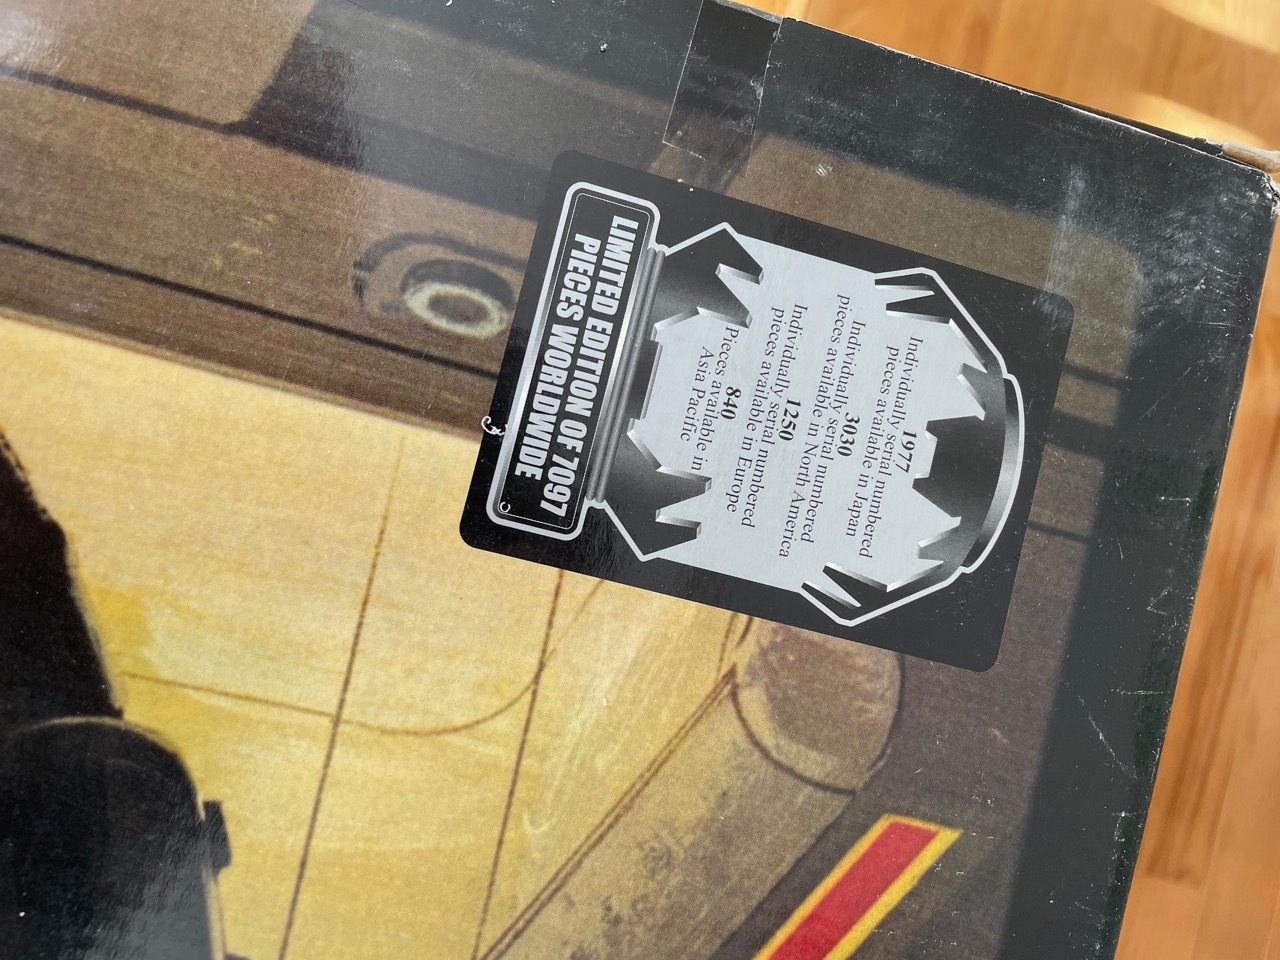 1977
Individually serial numbered
pieces available in Japan
3030
Individually serial numbered
pieces available in North America
1250
Individually serial numbered
pieces available in Europe
840
Pieces available in
Asia Pacific
LIMITED EDITION OF 7097
PIECES WORLDWIDE